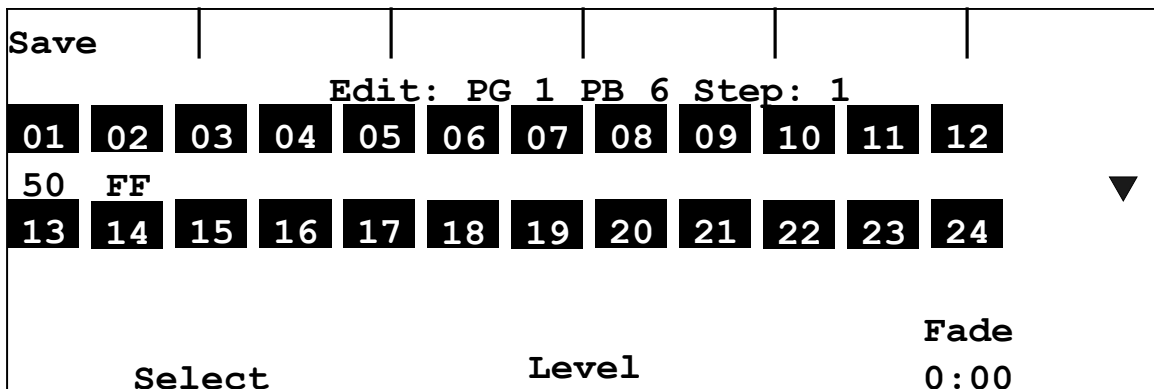 Save
Edit: PG 1 PB 6 Step: 1
01 02 03 04 05 06 07 08 09 10 11 12
50 FF
13 14 15 16 17 18 19 20 21 22 23 24
Fade
Select Level 0:00